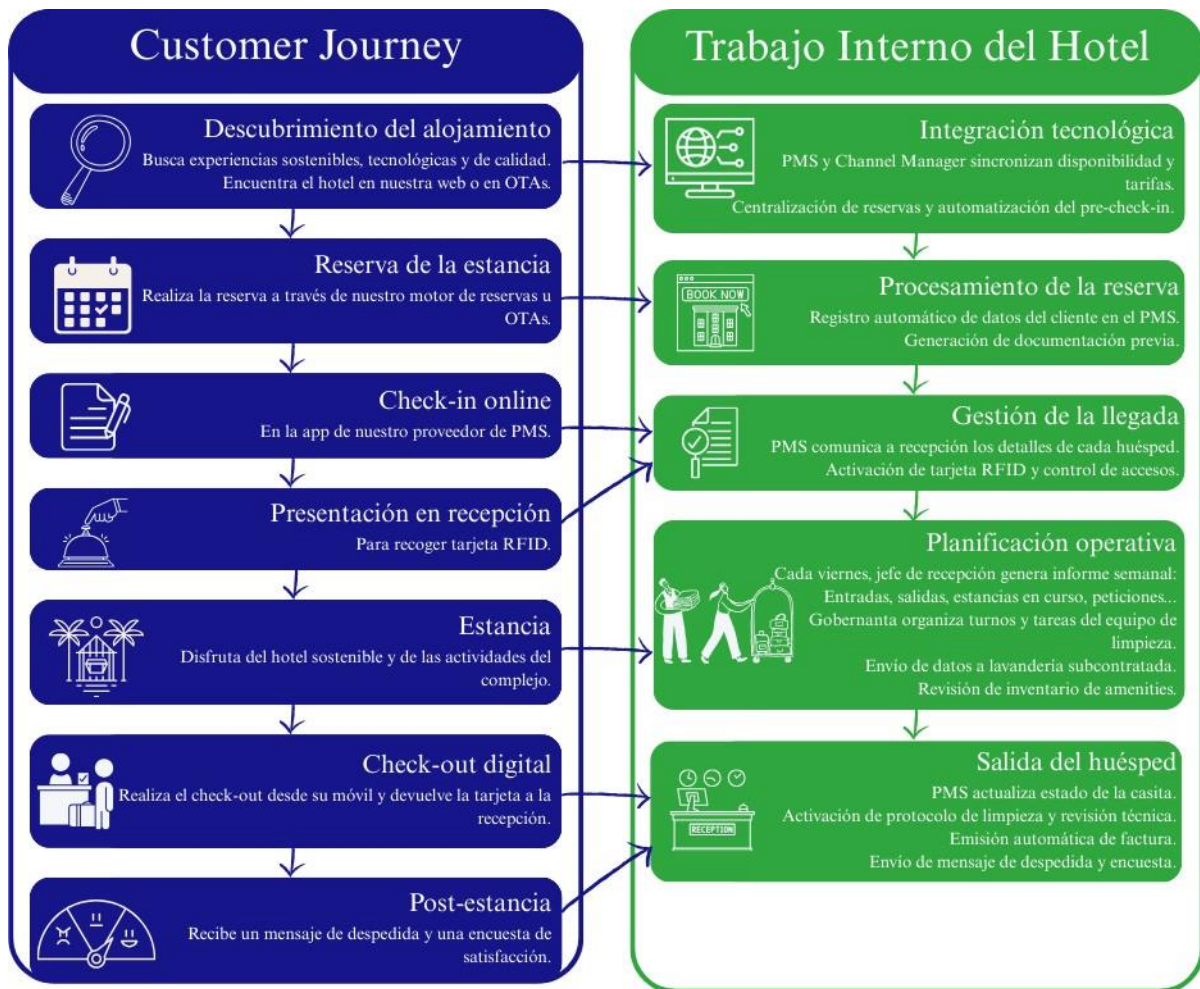 Customer Journey
Descubrimiento del alojamiento
Busca experiencias sostenibles, tecnológicas y de calidad.
Encuentra el hotel en nuestra web o en OTAs.
Reserva de la estancia
Realiza la reserva a través de nuestro motor de reservas u
OTAs.
Check-in online
En la app de nuestro proveedor de PMS.
Presentación en recepción
Para recoger tarjeta RFID.
Estancia
Disfruta del hotel sostenible y de las actividades del
complejo.
Check-out digital
Realiza el check-out desde su móvil y devuelve la tarjeta a la
recepción.
Post-estancia
Recibe un mensaje de despedida y una encuesta de
satisfacción.
Trabajo Interno del Hotel
Integración tecnológica
PMS y Channel Manager sincronizan disponibilidad y
tarifas.
Centralización de reservas y automatización del pre-check-in.
BOOK NOW
Procesamiento de la reserva
Registro automático de datos del cliente en el PMS.
Generación de documentación previa.
Gestión de la llegada
PMS comunica a recepción los detalles de cada huésped.
Activación de tarjeta RFID y control de accesos.
Planificación operativa
Cada viernes, jefe de recepción genera informe semanal:
Entradas, salidas, estancias en curso, peticiones...
Gobernanta organiza turnos y tareas del equipo de
limpieza.
Envío de datos a lavandería subcontratada.
Revisión de inventario de amenities.
Salida del huésped
PMS actualiza estado de la casita.
Activación de protocolo de limpieza y revisión técnica.
RECEPTION
Emisión automática de factura.
Envío de mensaje de despedida y encuesta.